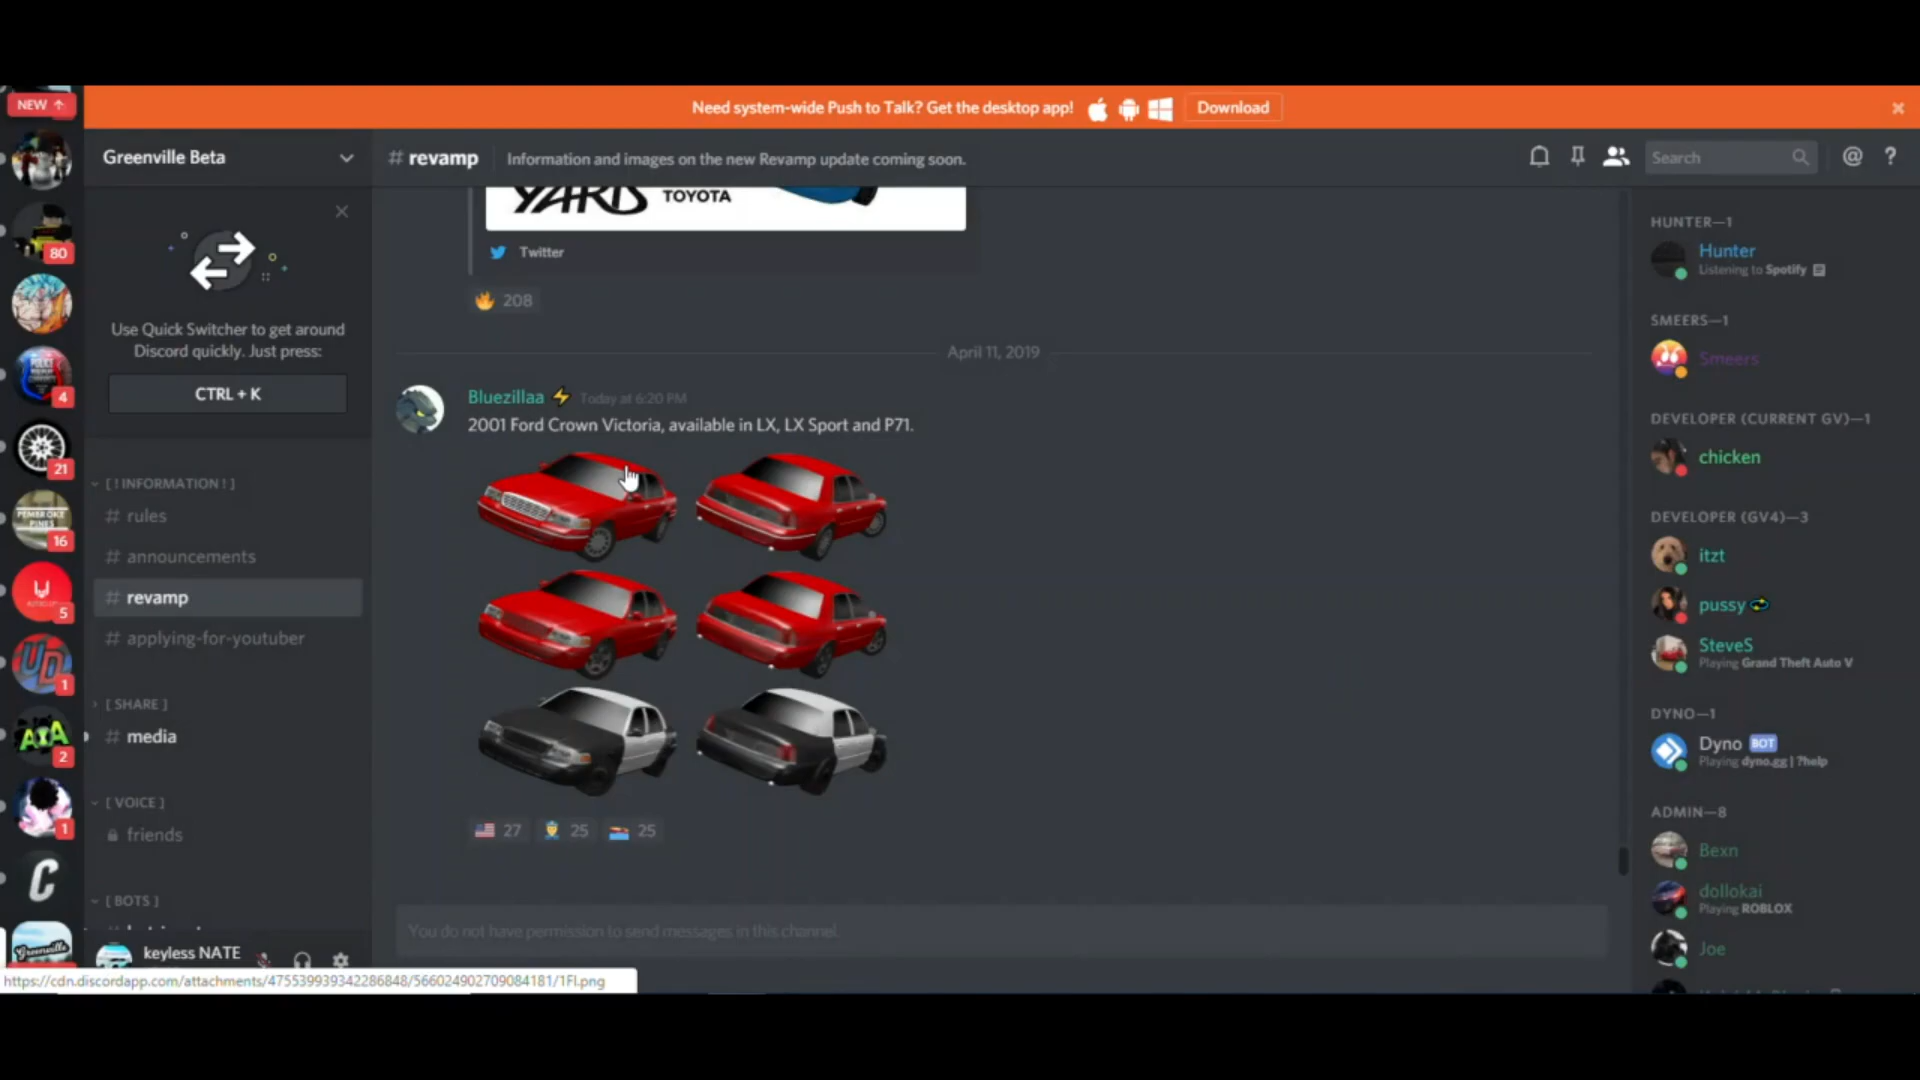 NEW
Need system-wide Push to Talk? Get the desktop app!
Download
Greenville Beta
# revamp
Information and images on the new Revamp update coming soon.
Search
@
?
80
4
21
PEMBROKE
PINES
16
5
UD
1
2
1
C
Greenville
Use Quick Switcher to get around
Discord quickly. Just press:
CTRL + K
[ ! INFORMATION ! ]
# rules
# announcements
# revamp
# applying-for-youtuber
[ SHARE ]
# media
[ VOICE ]
friends
[ BOTS ]
keyless NATE
YARIS
TOYOTA
Twitter
208
April 11, 2019
Bluezillaa Today at 6:20 PM
2001 Ford Crown Victoria, available in LX, LX Sport and P71.
27
25
25
You do not have permission to send messages in this channel.
HUNTER—1
Hunter
Listening to Spotify
SMEERS—1
Smeers
DEVELOPER (CURRENT GV)—1
chicken
DEVELOPER (GV4)—3
itzt
pussy
SteveS
Playing Grand Theft Auto V
DYNO—1
Dyno BOT
Playing dyno.gg | ?help
ADMIN—8
Bexn
dollokai
Playing ROBLOX
Joe
https://cdn.discordapp.com/attachments/475539939342286848/566024902709084181/1Fl.png